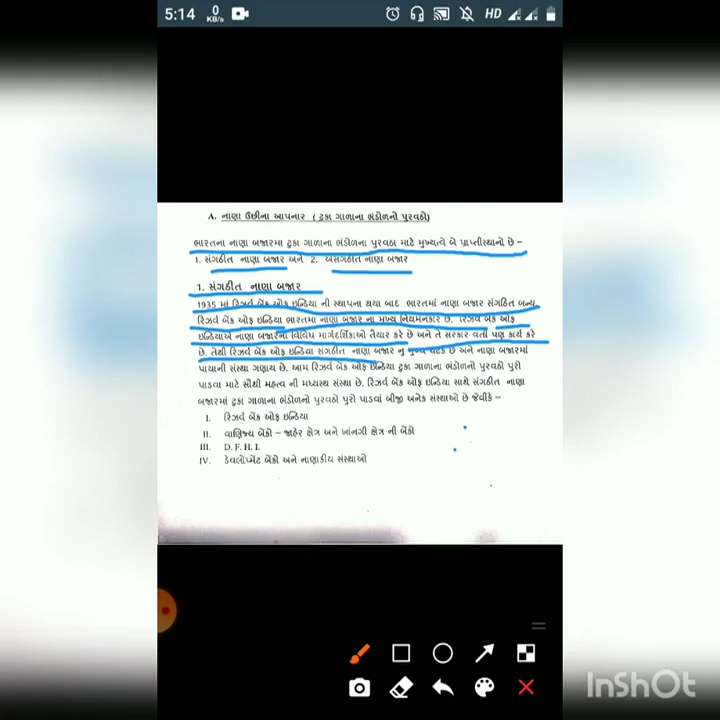 5:14 0 KB/s HD
A. નાણા ઉછીના આપનાર ( ટુકા ગાળાના ભંડોળનો પુરવઠો)
ભારતના નાણા બજારમા ટુકા ગાળાના ભંડોળના પુરવઠા માટે મુખ્યત્વે બે પ્રાપ્તીસ્થાનો છે –
1. સંગઠીત નાણા બજાર અને 2. અસંગઠીત નાણા બજાર
1. સંગઠીત નાણા બજાર
1935 માં રિઝર્વ બેંક ઓફ ઇન્ડિયા ની સ્થાપના થયા બાદ ભારતમાં નાણા બજાર સંગઠિત બન્યુ
રિઝર્વ બેંક ઓફ ઇન્ડિયા ભારતમા નાણા બજાર ના મુખ્ય નિયમનકાર છે. રિઝર્વ બેંક ઓફ
ઇન્ડિયાએ નાણા બજારના વિવિધ માર્ગદર્શિકાઓ તૈયાર કરે છે અને તે સરકાર વતી પણ કાર્ય કરે
છે. તેથી રિઝર્વ બેંક ઓફ ઇન્ડિયા સંગઠીત નાણા બજાર નુ મુખ્ય ઘટક છે અને નાણા બજારમાં
પાયાની સંસ્થા ગણાય છે. આમ રિઝર્વ બેંક ઓફ ઇન્ડિયા ટુકા ગાળાના ભંડોળનો પુરવઠો પુરો
પાડવા માટે સૌથી મહત્વ ની મધ્યસ્થ સંસ્થા છે. રિઝર્વ બેંક ઓફ ઇન્ડિયા સાથે સંગઠીત નાણા
બજારમાં ટુકા ગાળાના ભંડોળનો પુરવઠો પુરો પાડવાં બીજી અનેક સંસ્થાઓ છે જેવીકે –
I. રિઝર્વ બેંક ઓફ ઇન્ડિયા
II. વાણિજ્ય બેંકો – જાહેર ક્ષેત્ર અને ખાંનગી ક્ષેત્ર ની બેંકો
III. D. F. H. I.
IV. ડેવલોપ્મેંટ બેંકો અને નાણાકીય સંસ્થાઓ
InShOt